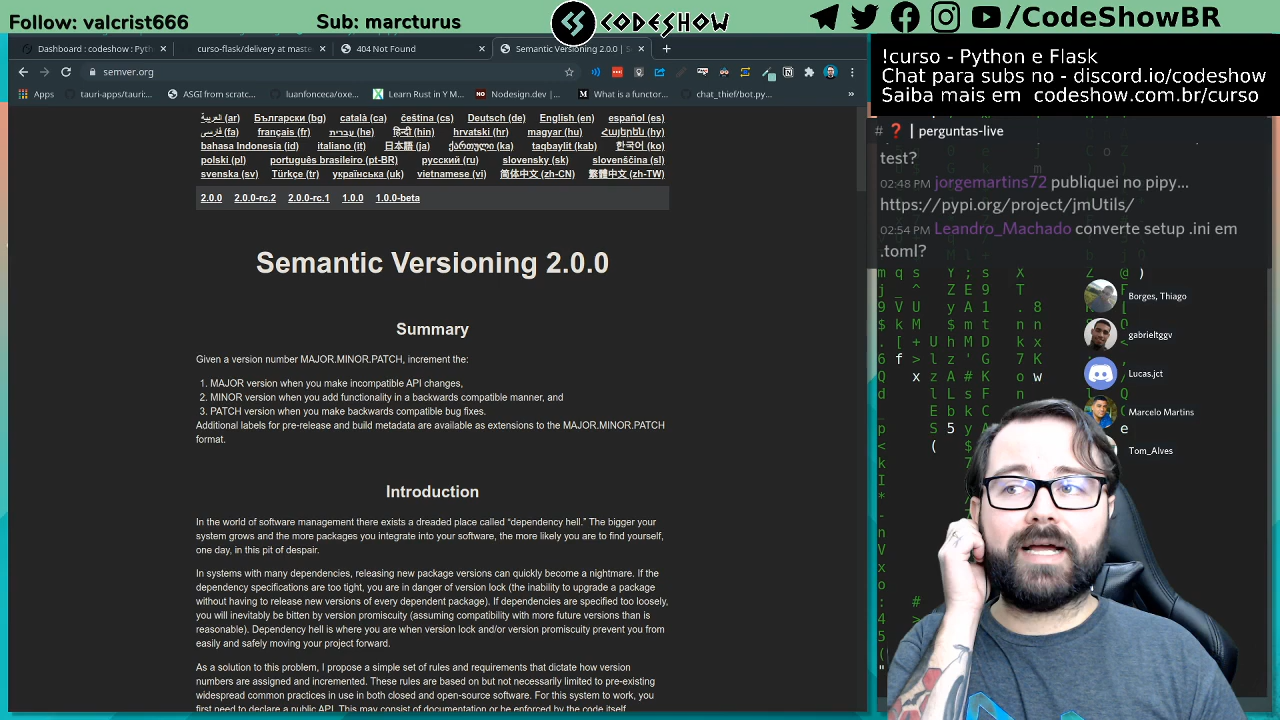 Follow: valcrist666
Sub: marcturus
CODESHOW
/CodeShowBR
Dashboard : codeshow : Pyth
curso-flask/delivery at maste
404 Not Found
Semantic Versioning 2.0.0 | S
semver.org
Apps
tauri-apps/tauri:...
ASGI from scratc...
luanfonceca/oxe...
Learn Rust in Y M...
Nodesign.dev | ...
What is a functor...
chat_thief/bot.py...
!curso - Python e Flask
Chat para subs no - discord.io/codeshow
Saiba mais em codeshow.com.br/curso
العربية (ar) Български (bg) català (ca) čeština (cs) Deutsch (de) English (en) español (es)
فارسی (fa) français (fr) עברית (he) हिन्दी (hin) hrvatski (hr) magyar (hu) Հայերեն (hy)
bahasa Indonesia (id) italiano (it) 日本語 (ja) ქართული (ka) taqbaylit (kab) 한국어 (ko)
polski (pl) português brasileiro (pt-BR) русский (ru) slovensky (sk) slovenščina (sl)
svenska (sv) Türkçe (tr) українська (uk) vietnamese (vi) 简体中文 (zh-CN) 繁體中文 (zh-TW)
2.0.0 2.0.0-rc.2 2.0.0-rc.1 1.0.0 1.0.0-beta
Semantic Versioning 2.0.0
Summary
Given a version number MAJOR.MINOR.PATCH, increment the:
1. MAJOR version when you make incompatible API changes,
2. MINOR version when you add functionality in a backwards compatible manner, and
3. PATCH version when you make backwards compatible bug fixes.
Additional labels for pre-release and build metadata are available as extensions to the MAJOR.MINOR.PATCH
format.
Introduction
In the world of software management there exists a dreaded place called “dependency hell.” The bigger your
system grows and the more packages you integrate into your software, the more likely you are to find yourself,
one day, in this pit of despair.
In systems with many dependencies, releasing new package versions can quickly become a nightmare. If the
dependency specifications are too tight, you are in danger of version lock (the inability to upgrade a package
without having to release new versions of every dependent package). If dependencies are specified too loosely,
you will inevitably be bitten by version promiscuity (assuming compatibility with more future versions than is
reasonable). Dependency hell is where you are when version lock and/or version promiscuity prevent you from
easily and safely moving your project forward.
As a solution to this problem, I propose a simple set of rules and requirements that dictate how version
numbers are assigned and incremented. These rules are based on but not necessarily limited to pre-existing
widespread common practices in use in both closed and open-source software. For this system to work, you
first need to declare a public API. This may consist of documentation or be enforced by the code itself.
# ❓ | perguntas-live
test?
02:48 PM jorgemartins72 publiquei no pipy...
https://pypi.org/project/jmUtils/
02:54 PM Leandro_Machado converte setup .ini em
.toml?
Borges, Thiago
gabrieltggv
Lucas.jct
Marcelo Martins
Tom_Alves